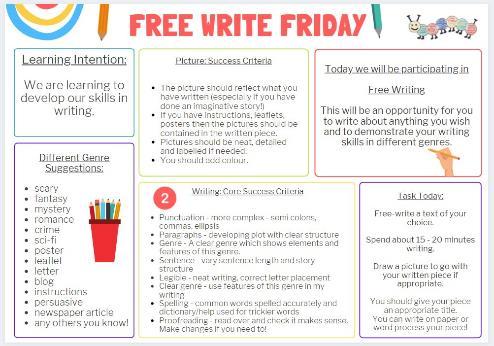 FREE WRITE FRIDAY
Learning Intention:
We are learning to
develop our skills in
writing.
Picture: Success Criteria
The picture should reflect what you
have written (especially if you have
done an imaginative story!)
If you have instructions, leaflets,
posters then the pictures should be
contained in the written piece.
Pictures should be neat, detailed
and labelled if needed.
You should add colour.
Today we will be participating in
Free Writing
This will be an opportunity for you
to write about anything you wish
and to demonstrate your writing
skills in different genres.
Different Genre
Suggestions:
scary
fantasy
mystery
romance
crime
sci-fi
poster
leaflet
letter
blog
instructions
persuasive
newspaper article
any others you know!
2
Writing: Core Success Criteria
Punctuation - more complex - semi colons,
commas, ellipsis
Paragraphs - developing plot with clear structure
Genre - A clear genre which shows elements and
features of this genre.
Sentence - vary sentence length and story
structure
Legible - neat writing, correct letter placement
Clear genre - use features of this genre in my
writing
Spelling - common words spelled accurately and
dictionary/help used for trickier words
Proofreading - read over and check it makes sense.
Make changes if you need to!
Task Today:
Free-write a text of your
choice.
Spend about 15 - 20 minutes
writing.
Draw a picture to go with
your written piece if
appropriate.
You should give your piece
an appropriate title.
You can write on paper or
word process your piece!